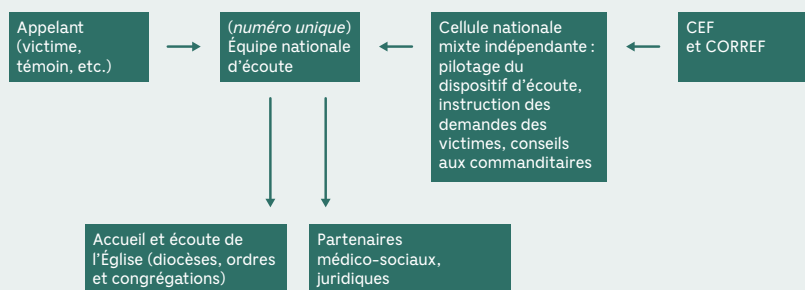 Appelant
(victime,
témoin, etc.)
(numéro unique)
Équipe nationale
d’écoute
Cellule nationale
mixte indépendante :
pilotage du
dispositif d’écoute,
instruction des
demandes des
victimes, conseils
aux commanditaires
CEF
et CORREF
Accueil et écoute de
l’Église (diocèses, ordres
et congrégations)
Partenaires
médico-sociaux,
juridiques